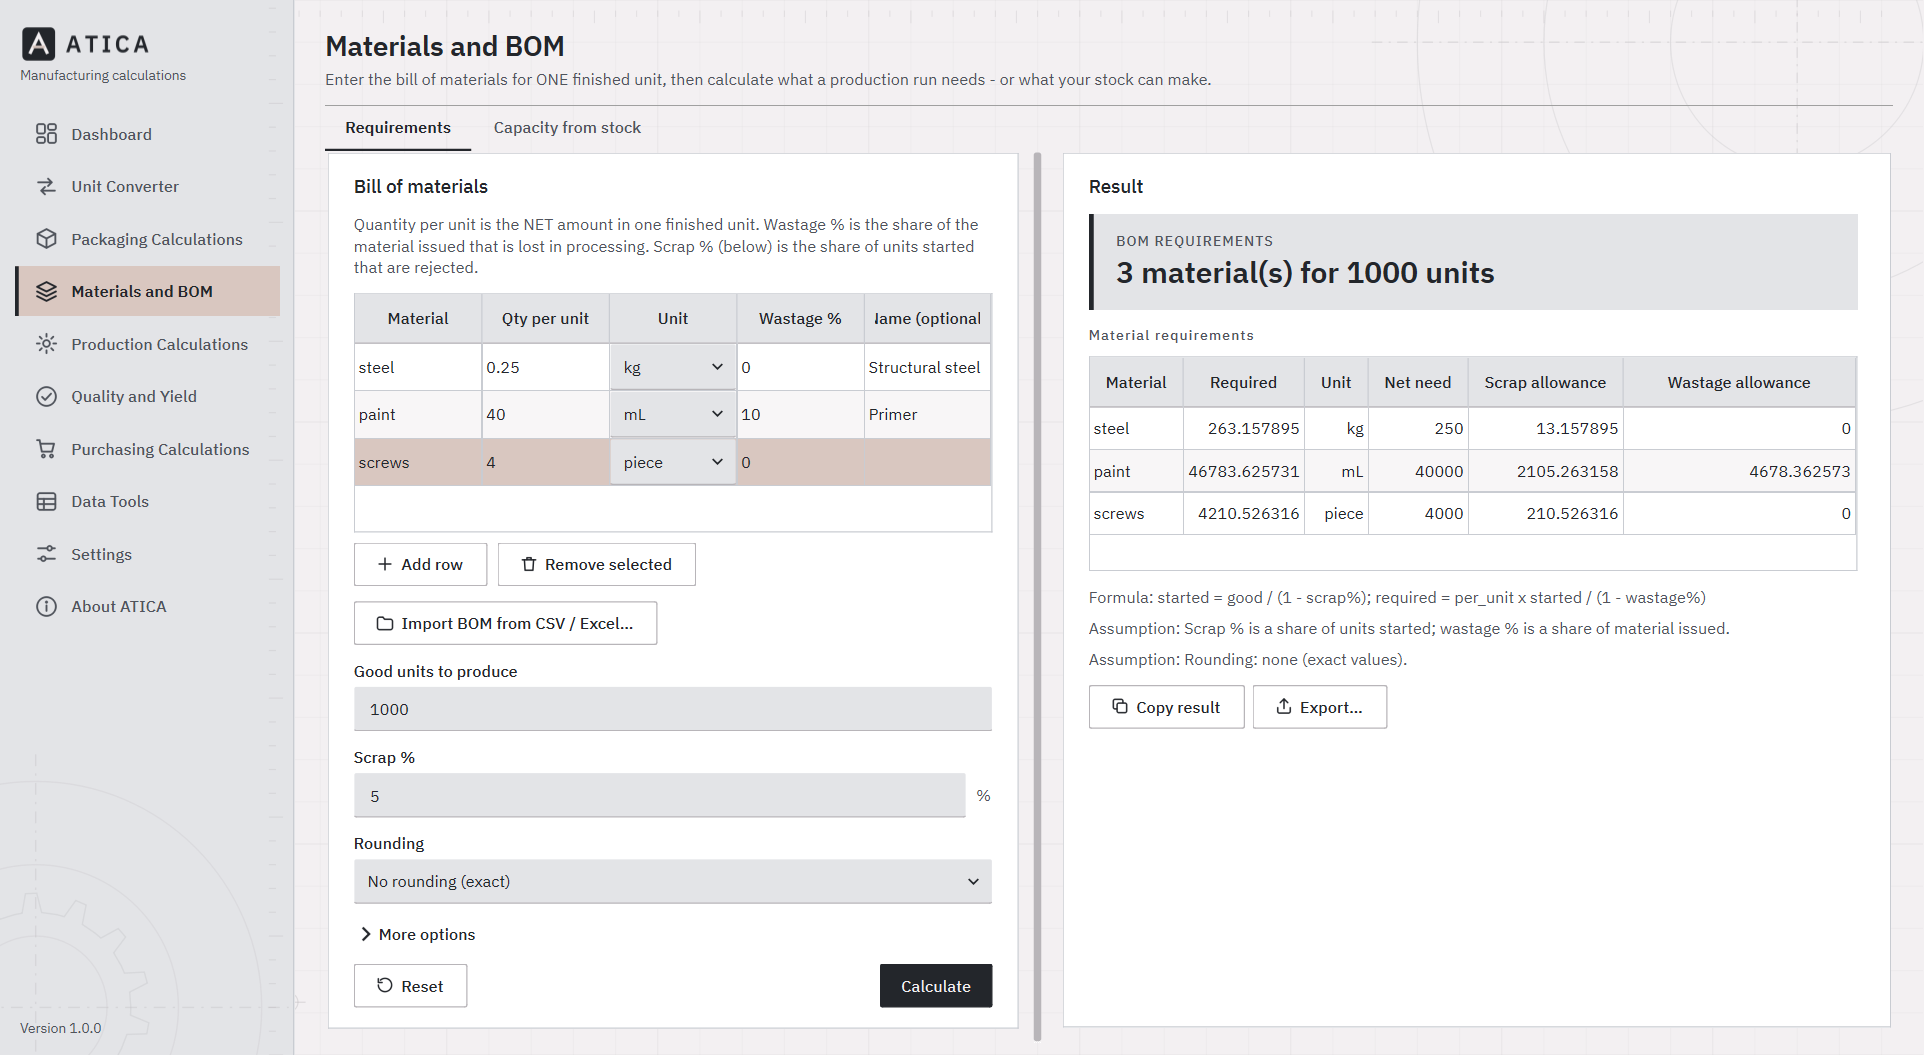 ATICA
Manufacturing calculations
Dashboard
Unit Converter
Packaging Calculations
Materials and BOM
Production Calculations
Quality and Yield
Purchasing Calculations
Data Tools
Settings
About ATICA
Version 1.0.0
Materials and BOM
Enter the bill of materials for ONE finished unit, then calculate what a production run needs - or what your stock can make.
Requirements Capacity from stock
Bill of materials
Quantity per unit is the NET amount in one finished unit. Wastage % is the share of the
material issued that is lost in processing. Scrap % (below) is the share of units started
that are rejected.
Material Qty per unit Unit Wastage % Name (optional
steel 0.25 kg 0 Structural steel
paint 40 mL 10 Primer
screws 4 piece 0
Add row Remove selected
Import BOM from CSV / Excel...
Good units to produce
1000
Scrap %
5 %
Rounding
No rounding (exact)
More options
Reset Calculate
Result
BOM REQUIREMENTS
3 material(s) for 1000 units
Material requirements
Material Required Unit Net need Scrap allowance Wastage allowance
steel 263.157895 kg 250 13.157895 0
paint 46783.625731 mL 40000 2105.263158 4678.362573
screws 4210.526316 piece 4000 210.526316 0
Formula: started = good / (1 - scrap%); required = per_unit x started / (1 - wastage%)
Assumption: Scrap % is a share of units started; wastage % is a share of material issued.
Assumption: Rounding: none (exact values).
Copy result Export...